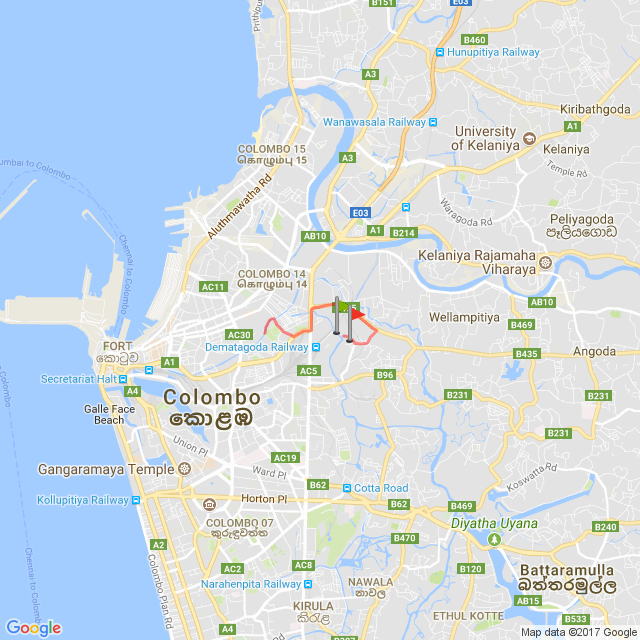 B151
E03
Prithipura
B460
Hunupitiya Railway
A3
Kiribathgoda
Wanawasala Railway
A1
University
of Kelaniya
Kelaniya
COLOMBO 15
கொழும்பு 15
A3
Temple Rd
Mumbai to Colombo
Aluthmawatha Rd
Waragoda Rd
E03
Peliyagoda
පෑලියගොඩ
A1
B214
AB10
Chennai to Colombo
Kelaniya Rajamaha
Viharaya
COLOMBO 14
கொழும்பு 14
AC11
AB10
Wellampitiya
B469
AC30
FORT
කොටුව
Dematagoda Railway
B435
Angoda
A1
AC5
B96
Secretariat Halt
A4
Colombo
කොළඹ
B231
B231
Galle Face
Beach
B231
Union Pl
AC19
Gangaramaya Temple
Ward Pl
Koswatta Rd
B62
Cotta Road
Kollupitiya Railway
Horton Pl
B62
B469
COLOMBO 07
කුරුඳුවත්ත
Diyatha Uyana
B240
A2
B470
AC8
AC2
B120
Battaramulla
බත්තරමුල්ල
Narahenpita Railway
NAWALA
නාවල
Colombo Plan Rd
Chennai to Colombo
KIRULA
කිරුළ
AB15
ETHUL KOTTE
B533
Google
Map data ©2017 Google